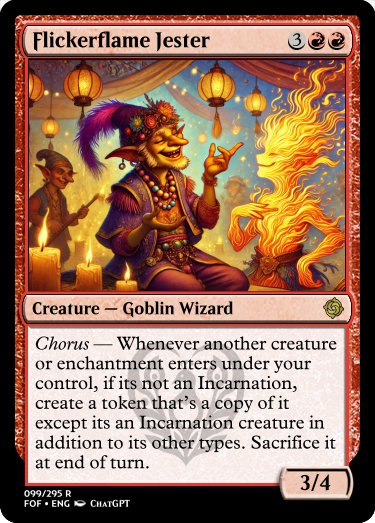 Flickerflame Jester 3
Creature — Goblin Wizard
Chorus — Whenever another creature
or enchantment enters under your
control, if its not an Incarnation,
create a token that's a copy of it
except its an Incarnation creature in
addition to its other types. Sacrifice it
at end of turn.
3/4
099/295 R
FOF • ENG ChatGPT